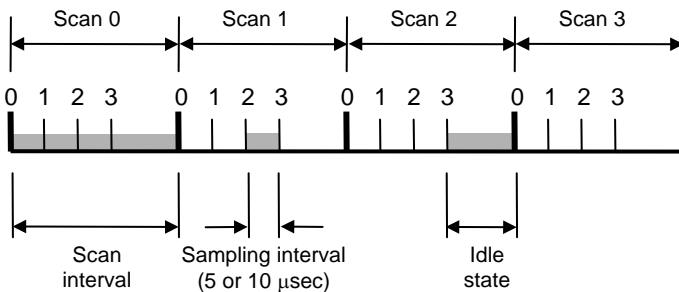 Scan 0 Scan 1 Scan 2 Scan 3
0 1 2 3 0 1 2 3 0 1 2 3 0 1 2 3
Scan interval
Sampling interval
(5 or 10 μsec)
Idle state